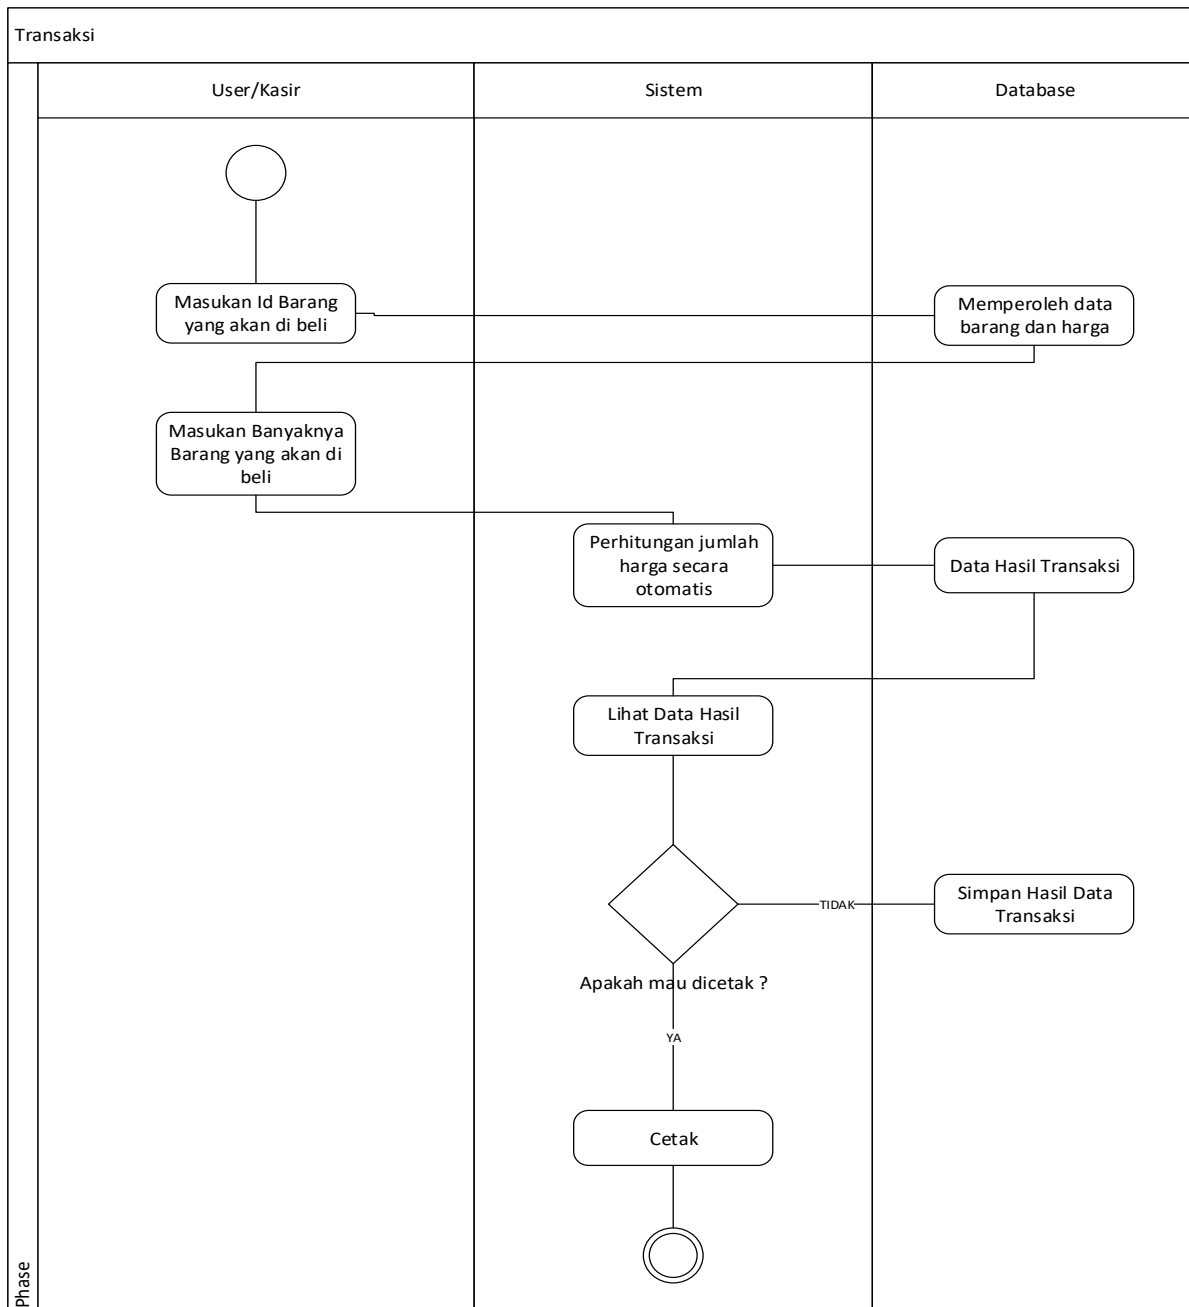 Transaksi
User/Kasir
Sistem
Database
Masukan Id Barang
yang akan di beli
Memperoleh data
barang dan harga
Masukan Banyaknya
Barang yang akan di
beli
Perhitungan jumlah
harga secara
otomatis
Data Hasil Transaksi
Lihat Data Hasil
Transaksi
TIDAK
Simpan Hasil Data
Transaksi
Apakah mau dicetak ?
YA
Cetak
Phase